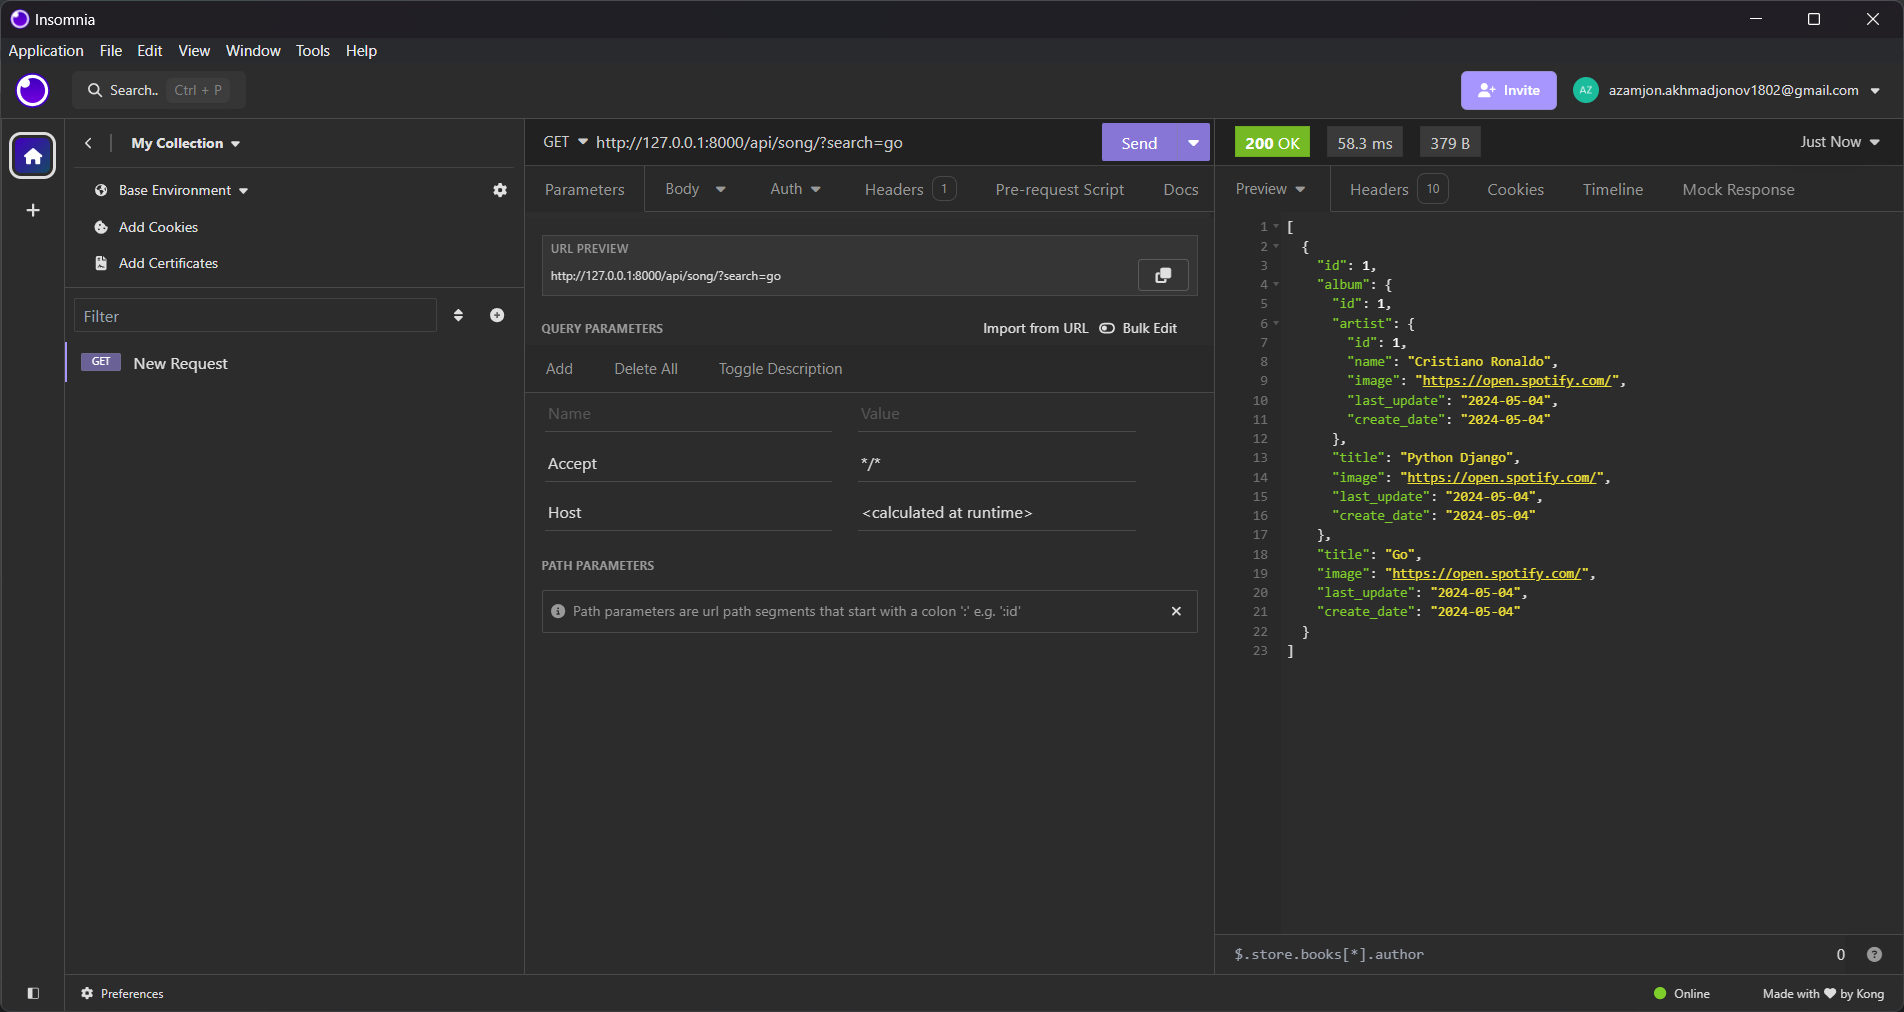 Insomnia
Application File Edit View Window Tools Help
Search.. Ctrl + P
Invite AZ azamjon.akhmadjonov1802@gmail.com
My Collection
Base Environment
Add Cookies
Add Certificates
Filter
GET New Request
GET http://127.0.0.1:8000/api/song/?search=go Send
Parameters Body Auth Headers 1 Pre-request Script Docs
URL PREVIEW
http://127.0.0.1:8000/api/song/?search=go
QUERY PARAMETERS Import from URL Bulk Edit
Add Delete All Toggle Description
Name Value
Accept */*
Host <calculated at runtime>
PATH PARAMETERS
Path parameters are url path segments that start with a colon ':' e.g. ':id'
200 OK 58.3 ms 379 B Just Now
Preview Headers 10 Cookies Timeline Mock Response
1 [
2 {
3 "id": 1,
4 "album": {
5 "id": 1,
6 "artist": {
7 "id": 1,
8 "name": "Cristiano Ronaldo",
9 "image": "https://open.spotify.com/",
10 "last_update": "2024-05-04",
11 "create_date": "2024-05-04"
12 },
13 "title": "Python Django",
14 "image": "https://open.spotify.com/",
15 "last_update": "2024-05-04",
16 "create_date": "2024-05-04"
17 },
18 "title": "Go",
19 "image": "https://open.spotify.com/",
20 "last_update": "2024-05-04",
21 "create_date": "2024-05-04"
22 }
23 ]
$.store.books[*].author 0
Preferences
Online Made with ♥ by Kong